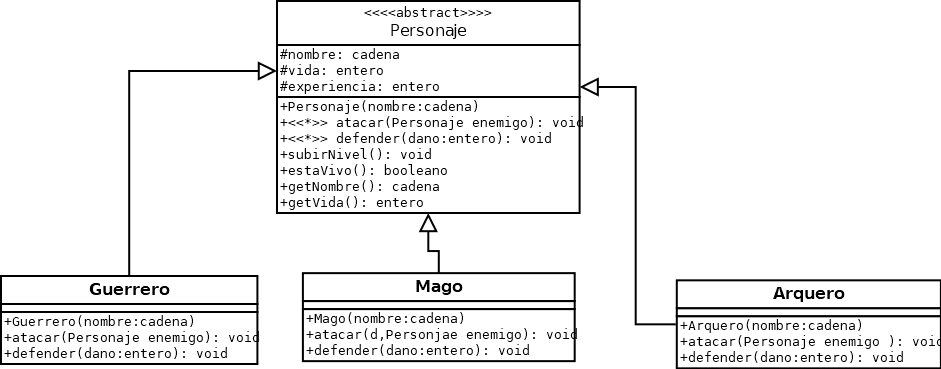 <<<<abstract>>>>
Personaje
#nombre: cadena
#vida: entero
#experiencia: entero
+Personaje(nombre:cadena)
+<<*>> atacar(Personaje enemigo): void
+<<*>> defender(dano:entero): void
+subirNivel(): void
+estaVivo(): booleano
+getNombre(): cadena
+getVida(): entero
Guerrero
+Guerrero(nombre:cadena)
+atacar(Personaje enemigo): void
+defender(dano:entero): void
Mago
+Mago(nombre:cadena)
+atacar(d,Personjae enemigo): void
+defender(dano:entero): void
Arquero
+Arquero(nombre:cadena)
+atacar(Personaje enemigo ): void
+defender(dano:entero): void